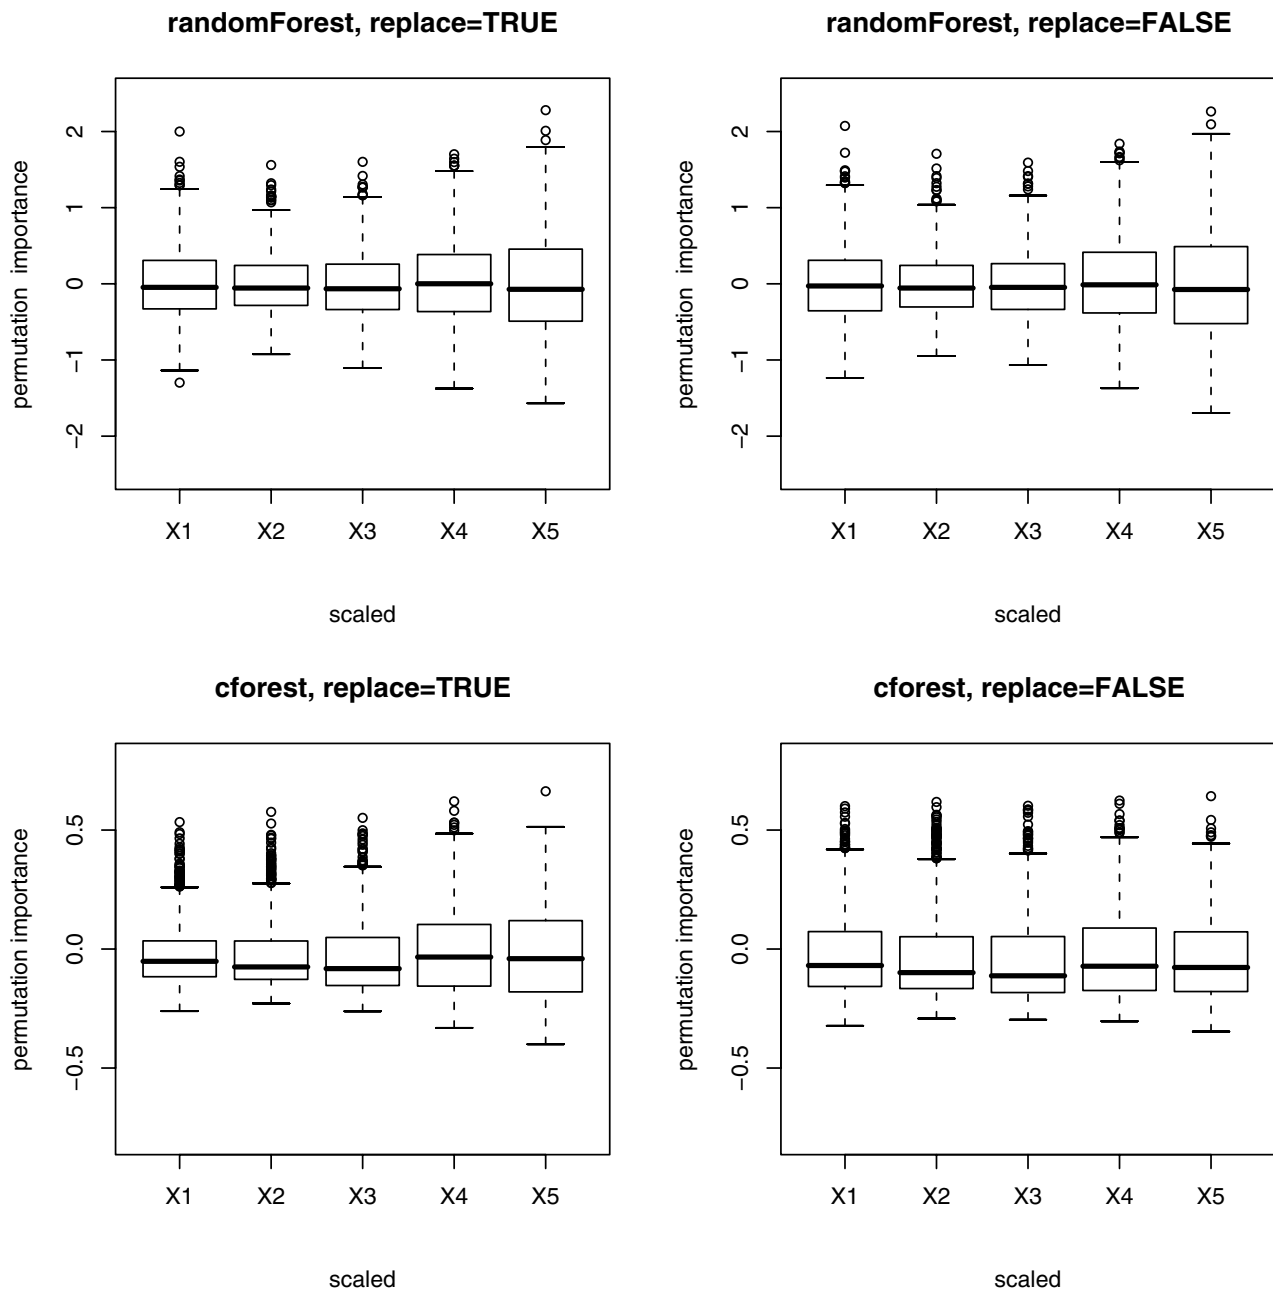 randomForest, replace=TRUE
permutation importance
2
1
0
−1
−2
X1 X2 X3 X4 X5
scaled
randomForest, replace=FALSE
permutation importance
2
1
0
−1
−2
X1 X2 X3 X4 X5
scaled
cforest, replace=TRUE
permutation importance
0.5
0.0
−0.5
X1 X2 X3 X4 X5
scaled
cforest, replace=FALSE
permutation importance
0.5
0.0
−0.5
X1 X2 X3 X4 X5
scaled